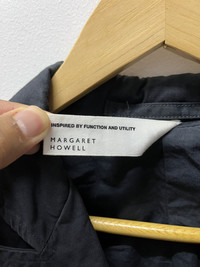 INSPIRED BY FUNCTION AND UTILITY
MARGARET
HOWELL